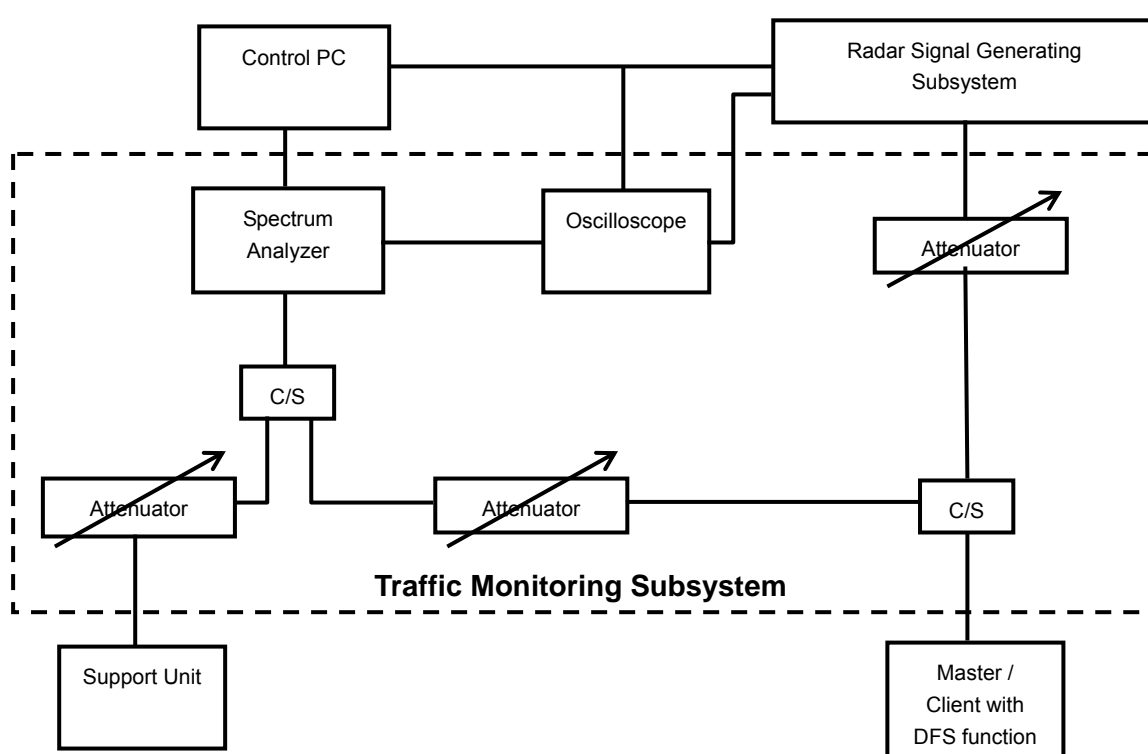 Control PC
Radar Signal Generating
Subsystem
Spectrum
Analyzer
Oscilloscope
Attenuator
C/S
Attenuator
Attenuator
C/S
Traffic Monitoring Subsystem
Support Unit
Master /
Client with
DFS function